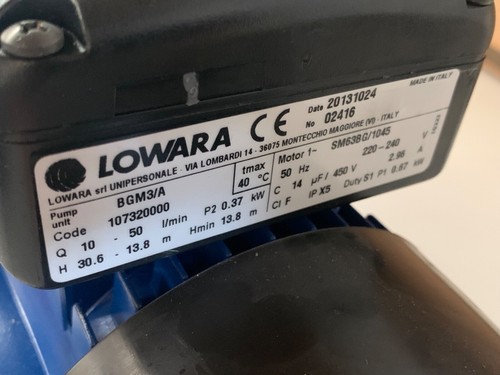 MADE IN ITALY
LOWARA CE Date 20131024
No 02416
LOWARA srl UNIPERSONALE - VIA LOMBARDI 14 - 36075 MONTECCHIO MAGGIORE (VI) - ITALY
Pump unit BGM3/A tmax 40 °C
Code 107320000
Q 10 - 50 l/min P2 0.37 kW
H 30.6 - 13.8 m Hmin 13.8 m
Motor 1~ SM63BG/1045
50 Hz 220-240 V
C 14 µF / 450 V 2.98 A
Cl F IP X5 Duty S1 P1 0.67 kW